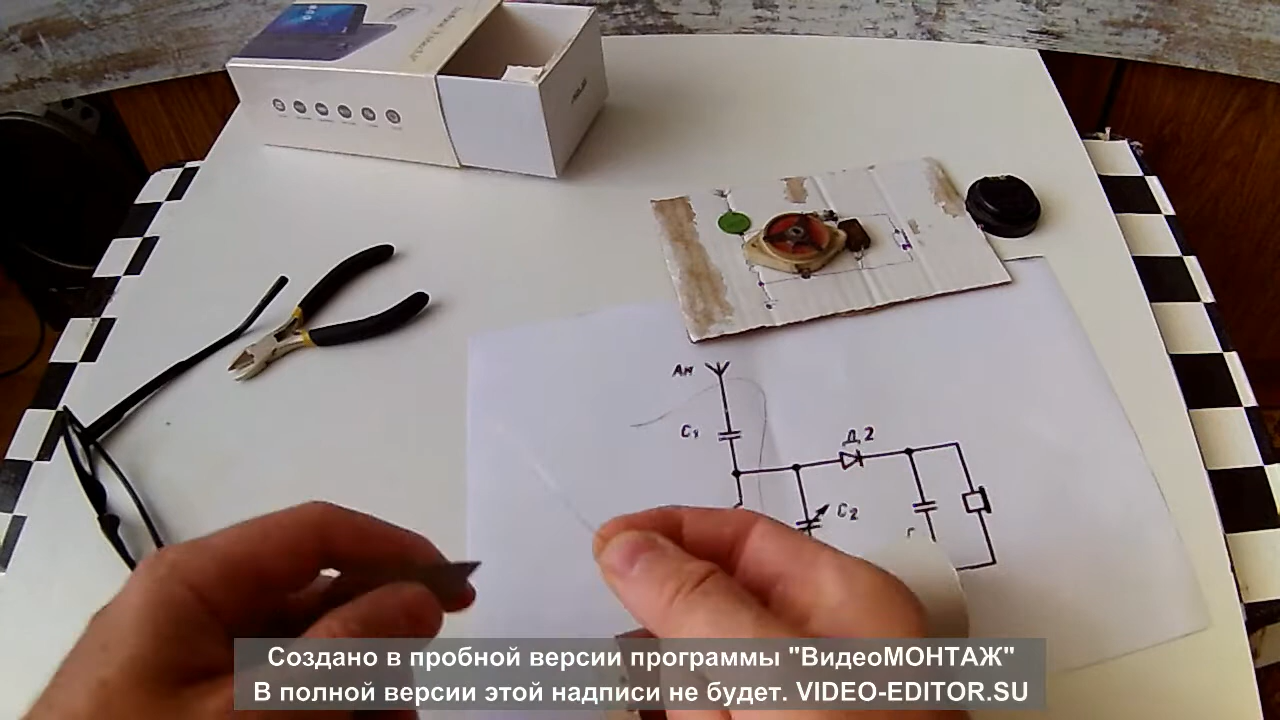 Ан
С1
Д2
С2
Создано в пробной версии программы "ВидеоМОНТАЖ"
В полной версии этой надписи не будет. VIDEO-EDITOR.SU